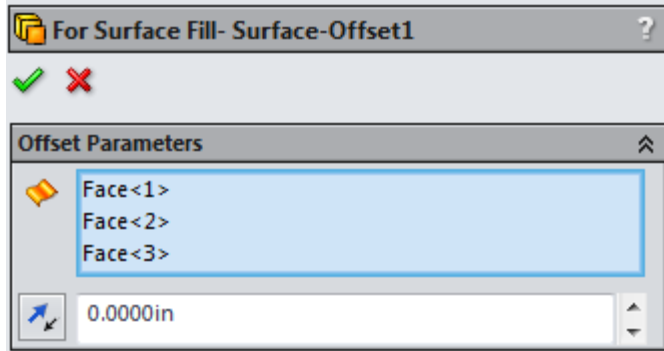 For Surface Fill- Surface-Offset1 ?
Offset Parameters
Face<1>
Face<2>
Face<3>
0.0000in